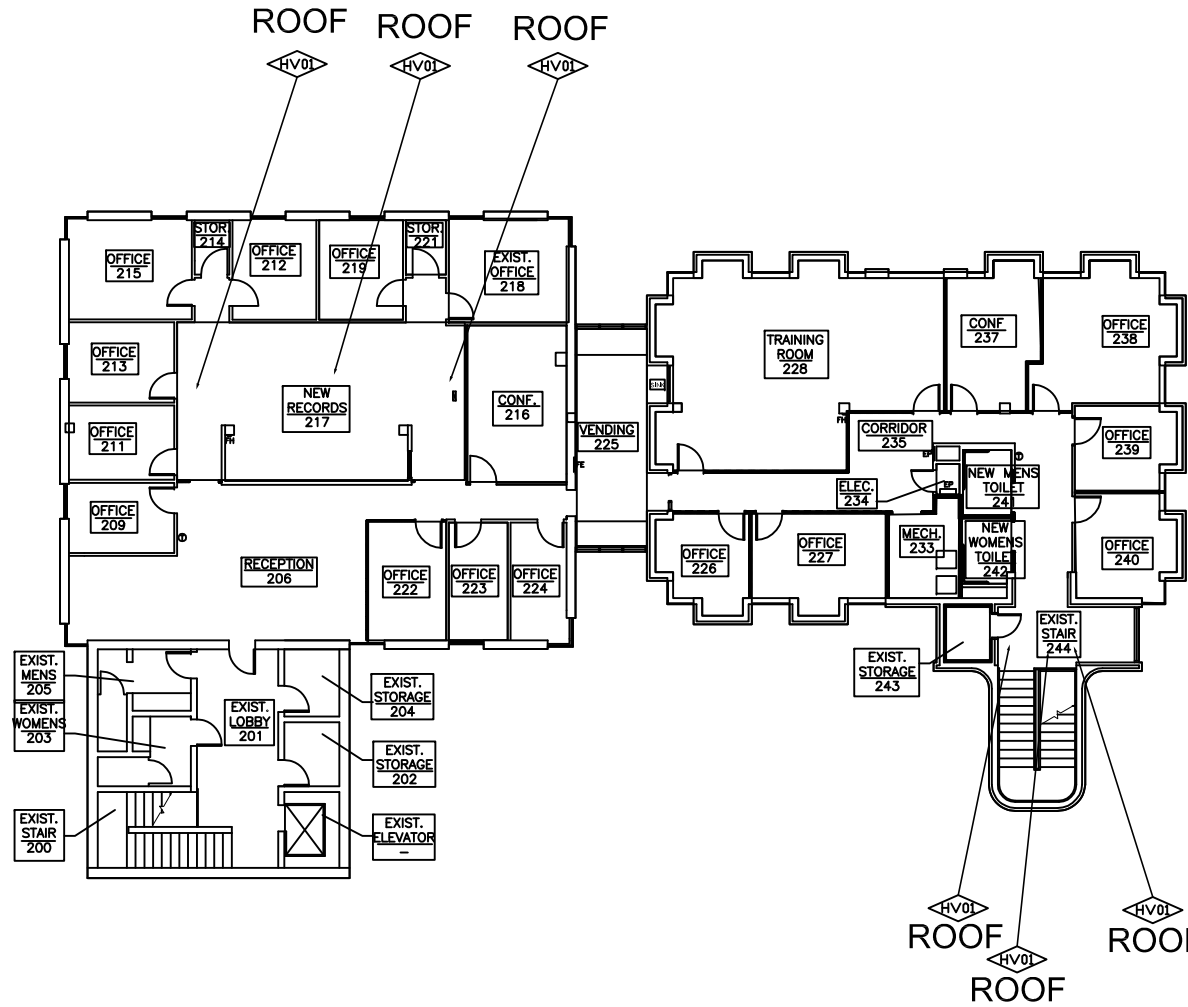 ROOF
ROOF
ROOF
HV01
HV01
HV01
STOR.
214
STOR.
221
OFFICE
215
OFFICE
212
OFFICE
219
EXIST.
OFFICE
218
OFFICE
213
NEW
RECORDS
217
CONF.
216
TRAINING
ROOM
228
CONF
237
OFFICE
238
OFFICE
211
FH
VENDING
225
FE
FH
CORRIDOR
235
EP
EP
OFFICE
239
ELEC.
234
NEW MENS
TOILET
241
T
OFFICE
209
T
RECEPTION
206
OFFICE
222
OFFICE
223
OFFICE
224
OFFICE
226
OFFICE
227
MECH.
233
NEW
WOMENS
TOILET
242
OFFICE
240
EXIST.
MENS
205
EXIST.
WOMENS
203
EXIST.
LOBBY
201
EXIST.
STORAGE
204
EXIST.
STORAGE
202
EXIST.
STORAGE
243
EXIST.
STAIR
244
EXIST.
STAIR
200
EXIST.
ELEVATOR
-
HV01
ROOF
HV01
ROOF
HV01
ROOF